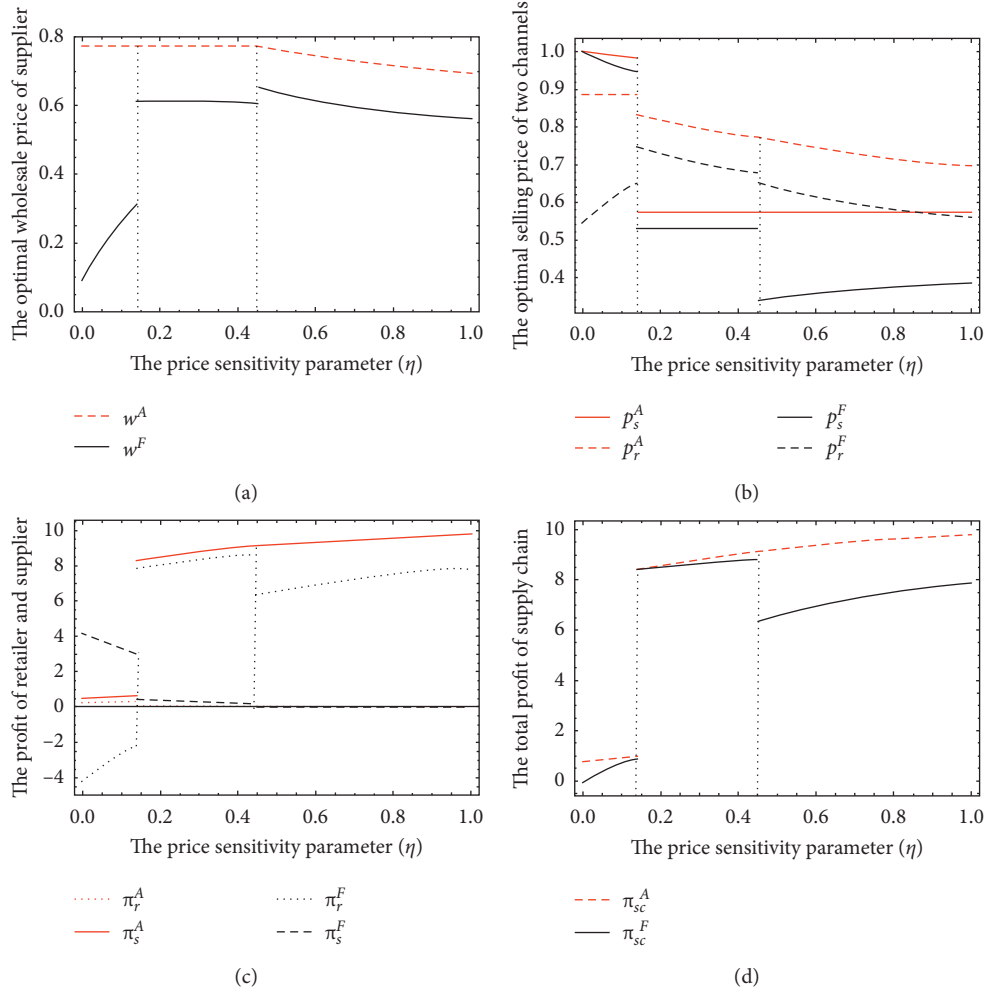 The optimal wholesale price of supplier
0.8
0.6
0.4
0.2
0.0
0.0 0.2 0.4 0.6 0.8 1.0
The price sensitivity parameter (η)
w^A
w^F
(a)
The optimal selling price of two channels
1.0
0.9
0.8
0.7
0.6
0.5
0.4
0.0 0.2 0.4 0.6 0.8 1.0
The price sensitivity parameter (η)
p_s^A p_s^F
p_r^A p_r^F
(b)
The profit of retailer and supplier
10
8
6
4
2
0
−2
−4
0.0 0.2 0.4 0.6 0.8 1.0
The price sensitivity parameter (η)
π_r^A π_r^F
π_s^A π_s^F
(c)
The total profit of supply chain
10
8
6
4
2
0
0.0 0.2 0.4 0.6 0.8 1.0
The price sensitivity parameter (η)
π_sc^A
π_sc^F
(d)